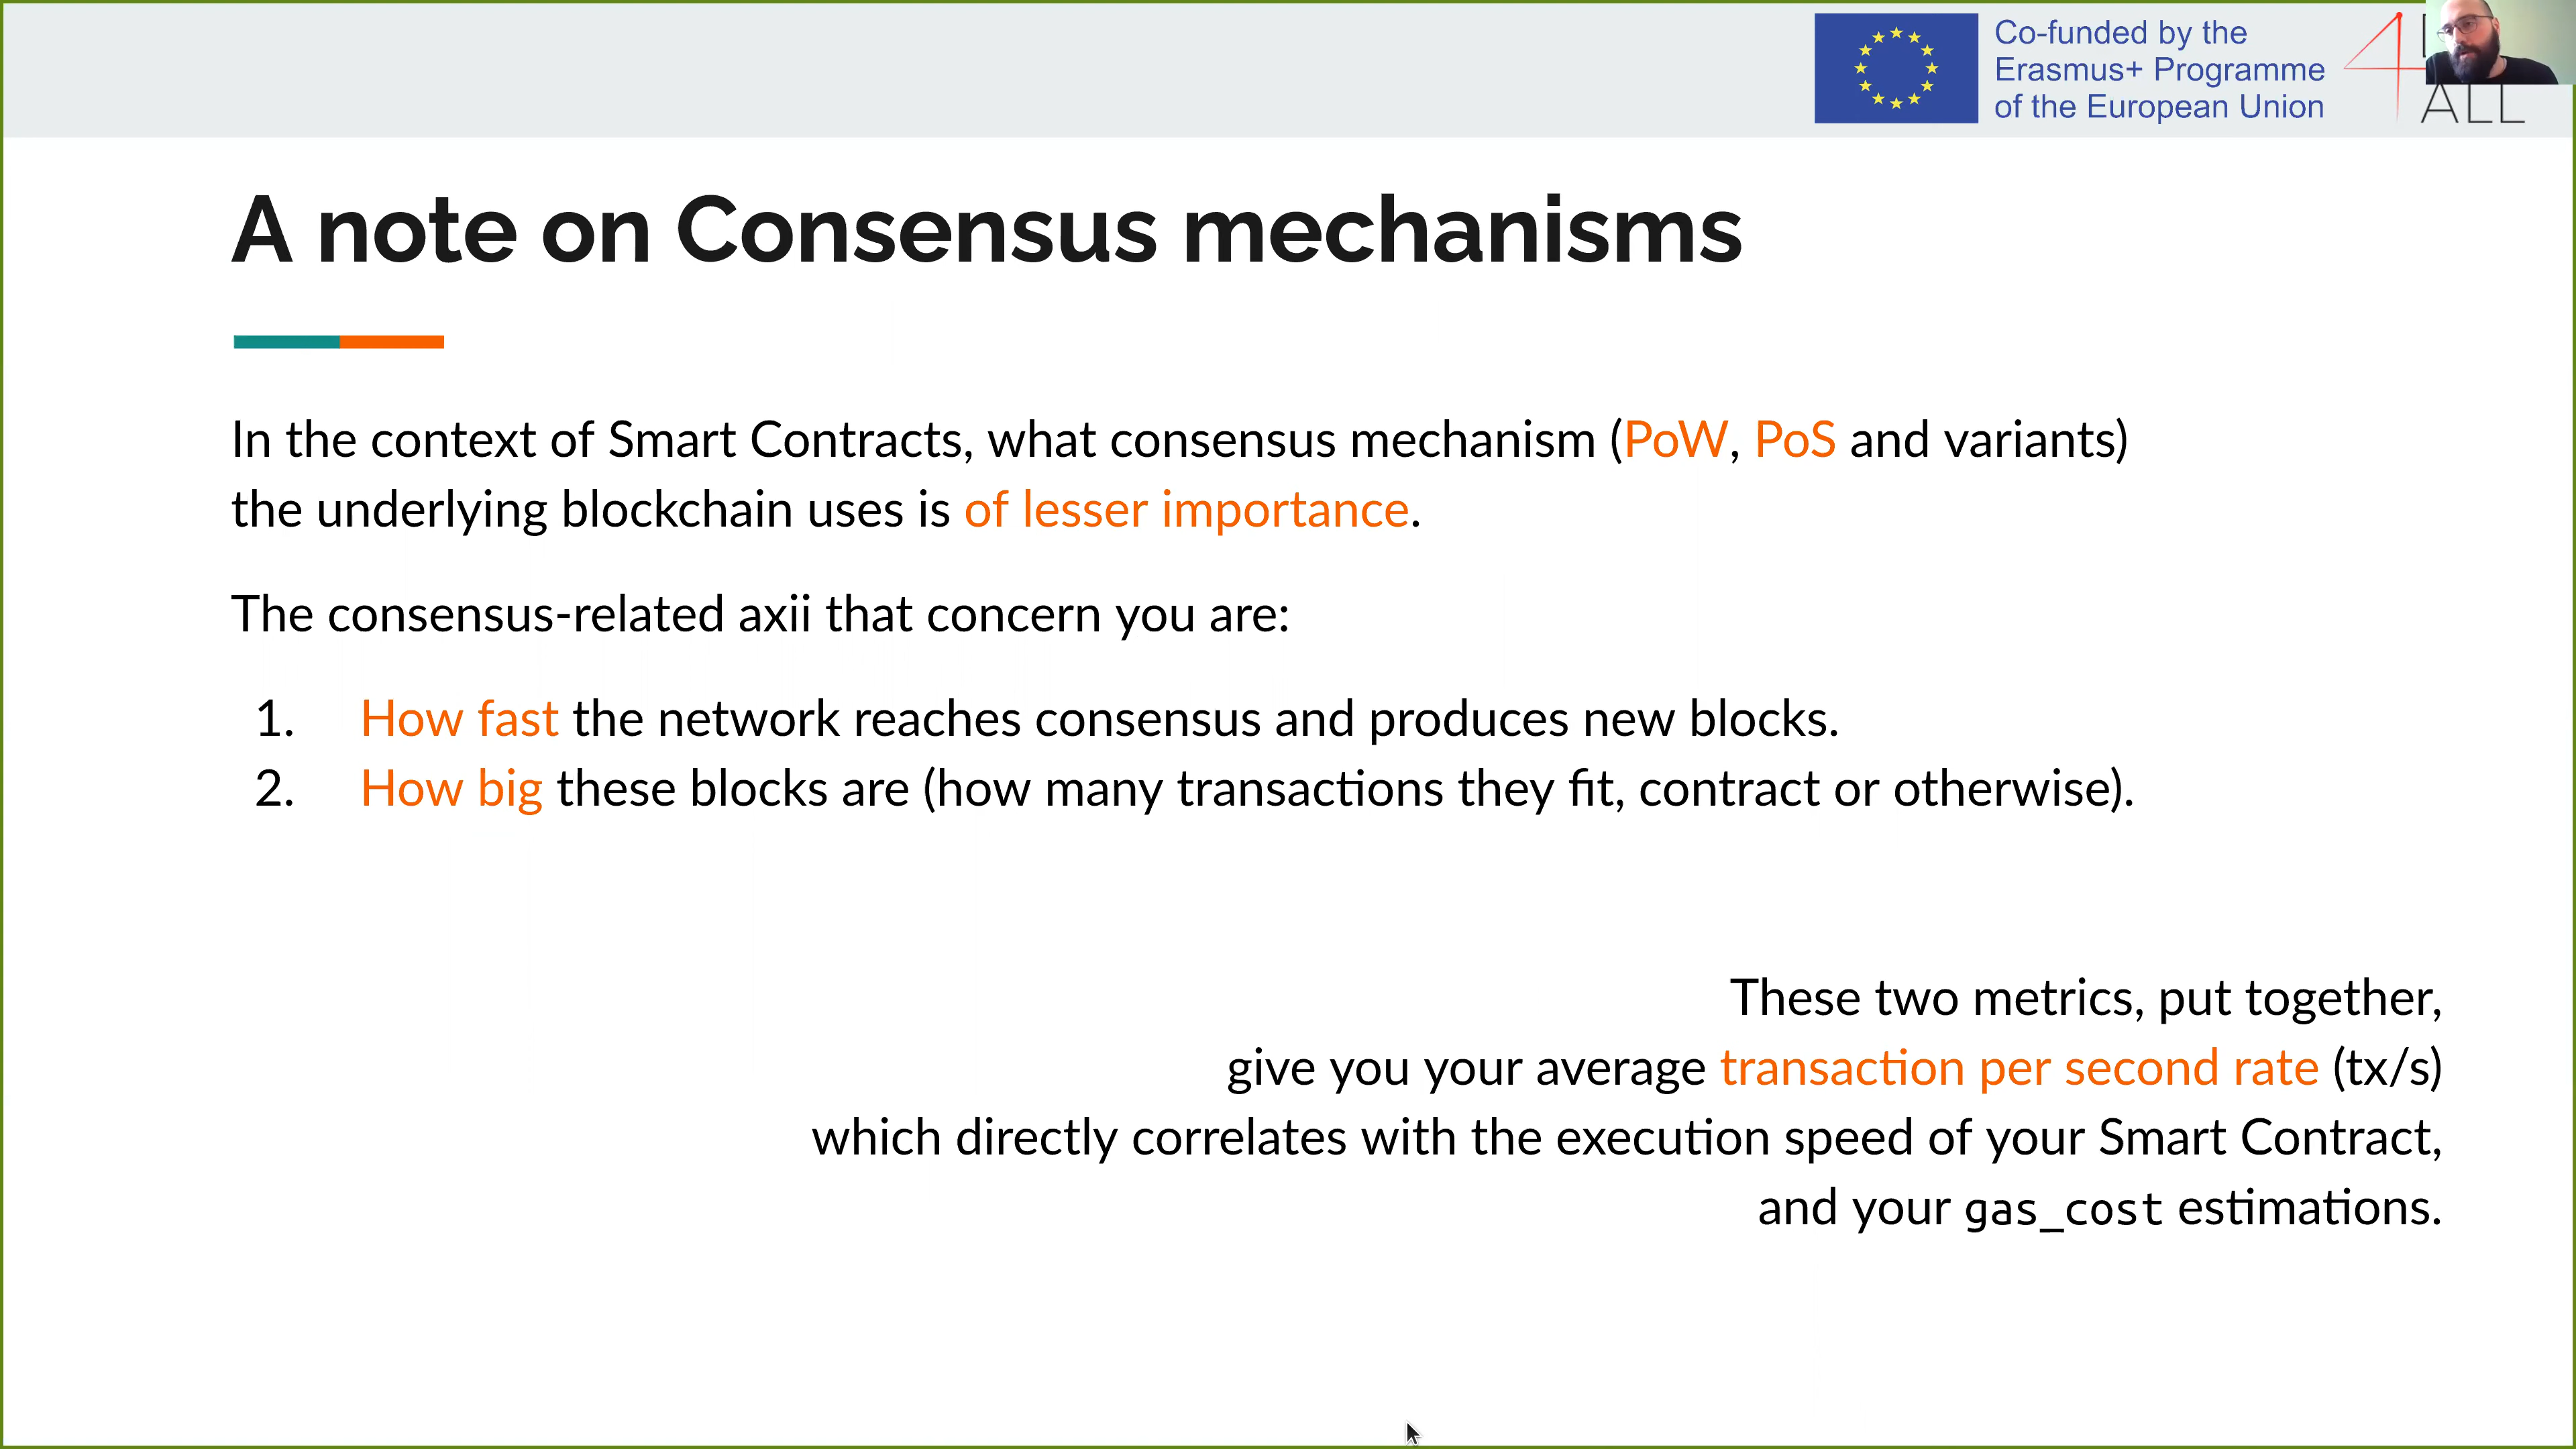 Co-funded by the
Erasmus+ Programme
of the European Union
4
ALL
A note on Consensus mechanisms
In the context of Smart Contracts, what consensus mechanism (PoW, PoS and variants)
the underlying blockchain uses is of lesser importance.
The consensus-related axii that concern you are:
1. How fast the network reaches consensus and produces new blocks.
2. How big these blocks are (how many transactions they fit, contract or otherwise).
These two metrics, put together,
give you your average transaction per second rate (tx/s)
which directly correlates with the execution speed of your Smart Contract,
and your gas_cost estimations.